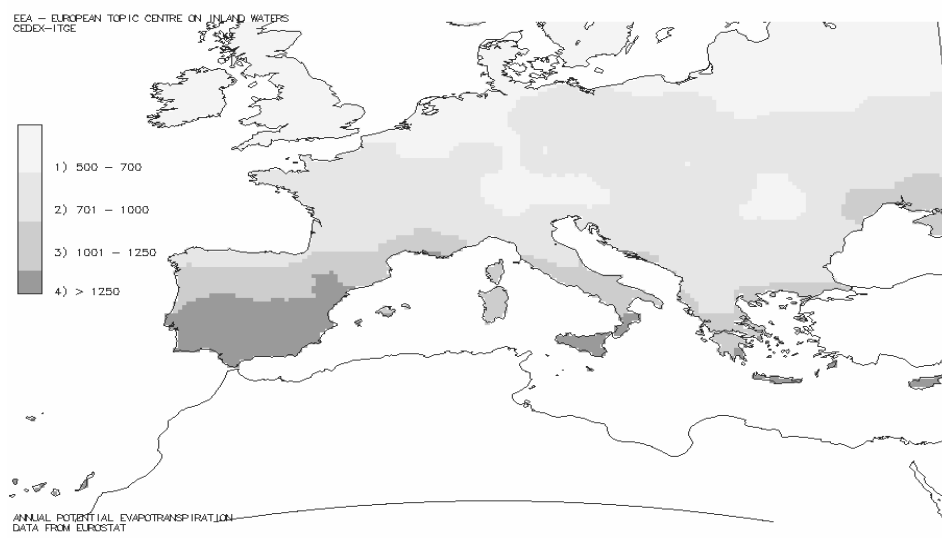 EEA – EUROPEAN TOPIC CENTRE ON INLAND WATERS
CEDEX–ITGE
1) 500 – 700
2) 701 – 1000
3) 1001 – 1250
4) > 1250
ANNUAL POTENTIAL EVAPOTRANSPIRATION
DATA FROM EUROSTAT